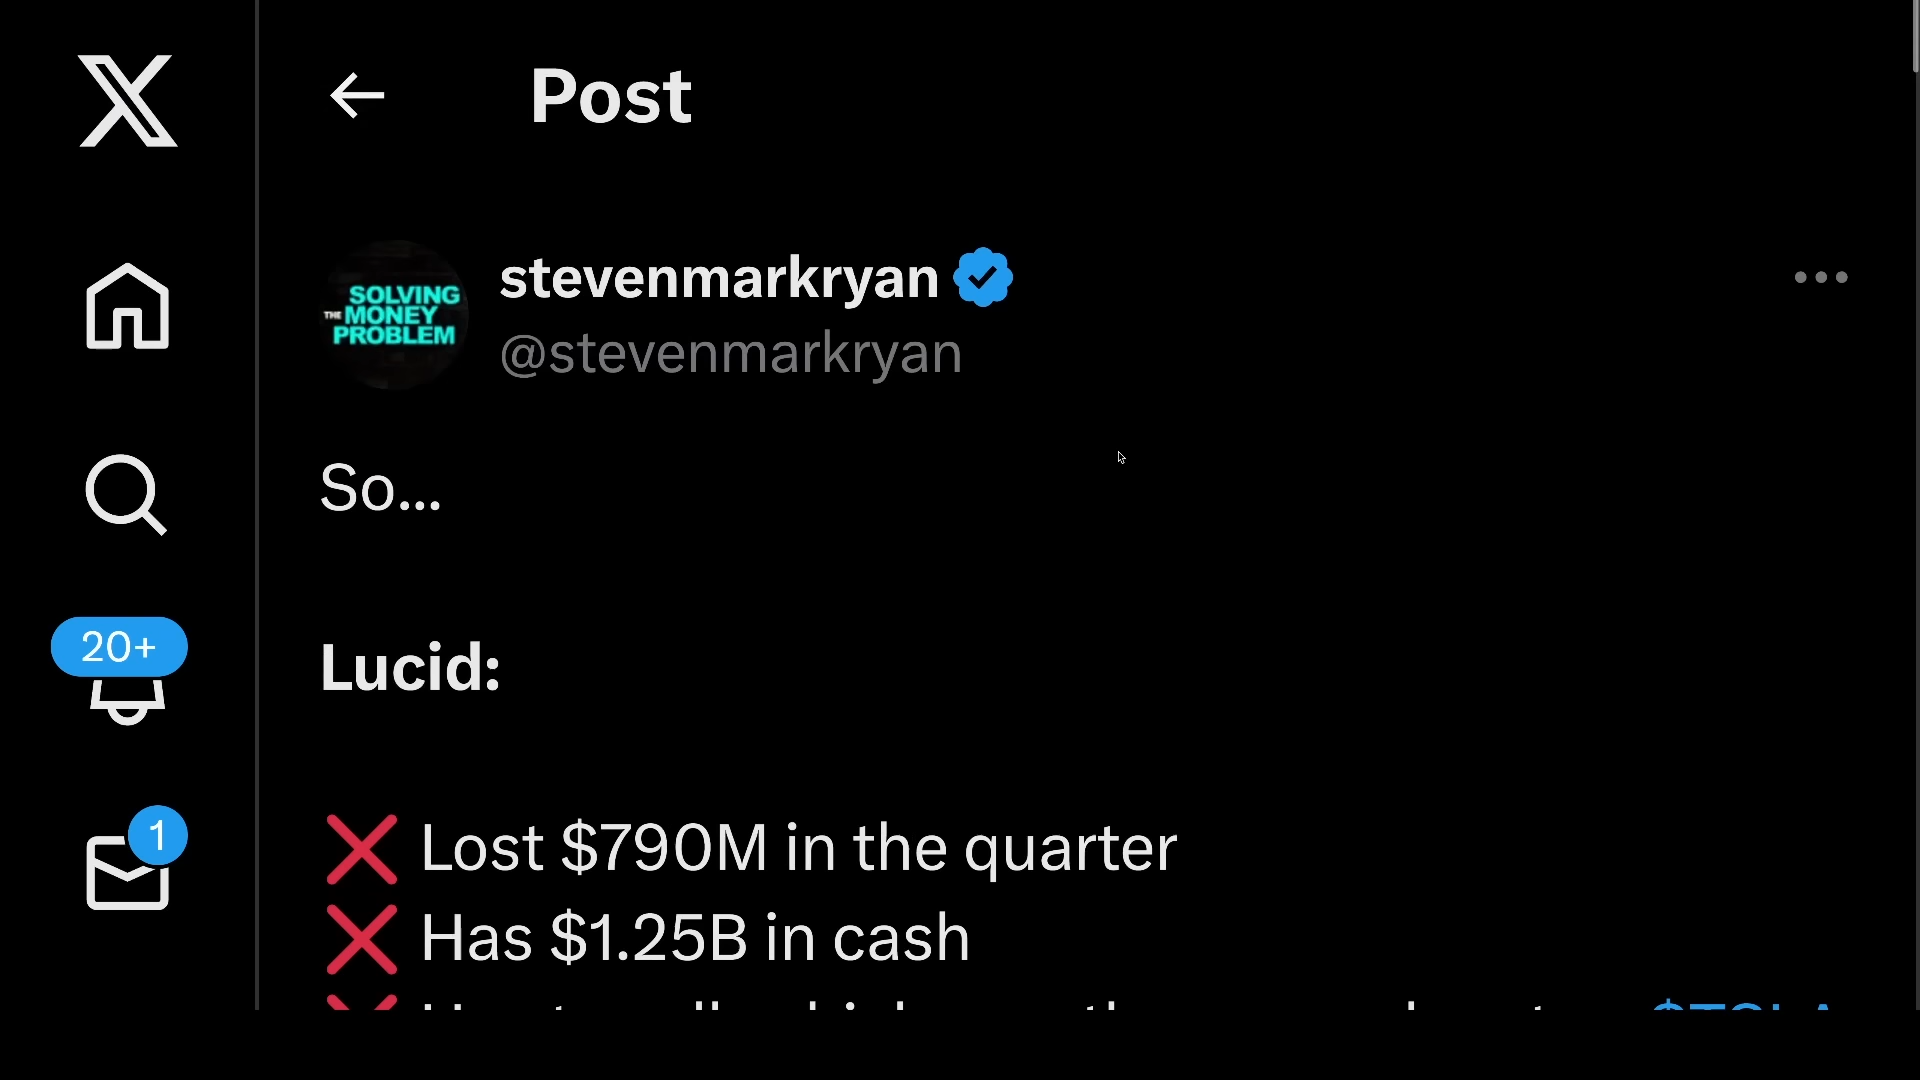 Post
SOLVING
THE MONEY
PROBLEM
stevenmarkryan
@stevenmarkryan
So...
Lucid:
20+
❌ Lost $790M in the quarter
1
❌ Has $1.25B in cash
$TSLA